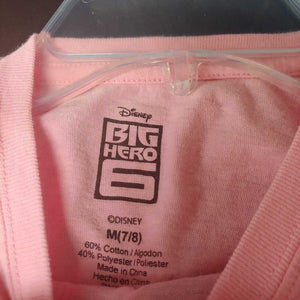 Disney
BIG
HERO
6
©DISNEY
M(7/8)
60% Cotton / Algodon
40% Polyester / Poliester
Made in China
Hecho en China